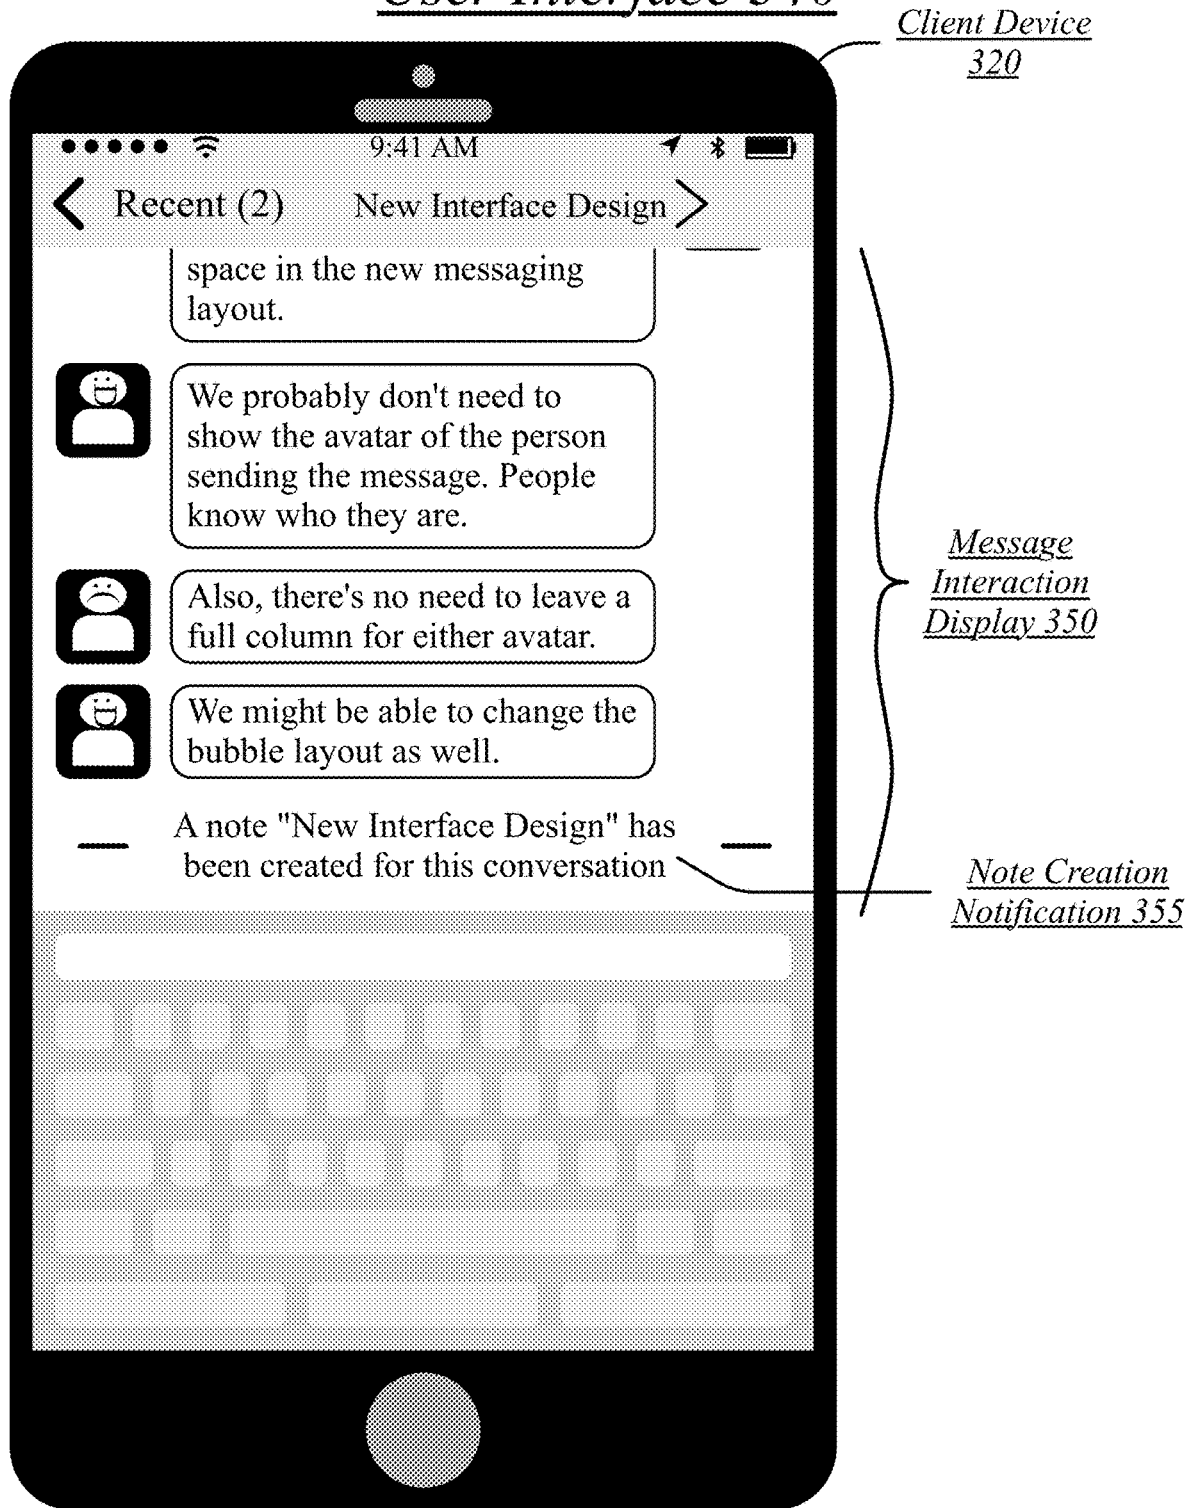 User Interface 340
Client Device
320
9:41 AM
Recent (2)
New Interface Design
space in the new messaging
layout.
We probably don't need to
show the avatar of the person
sending the message. People
know who they are.
Also, there's no need to leave a
full column for either avatar.
We might be able to change the
bubble layout as well.
A note "New Interface Design" has
been created for this conversation
Message
Interaction
Display 350
Note Creation
Notification 355